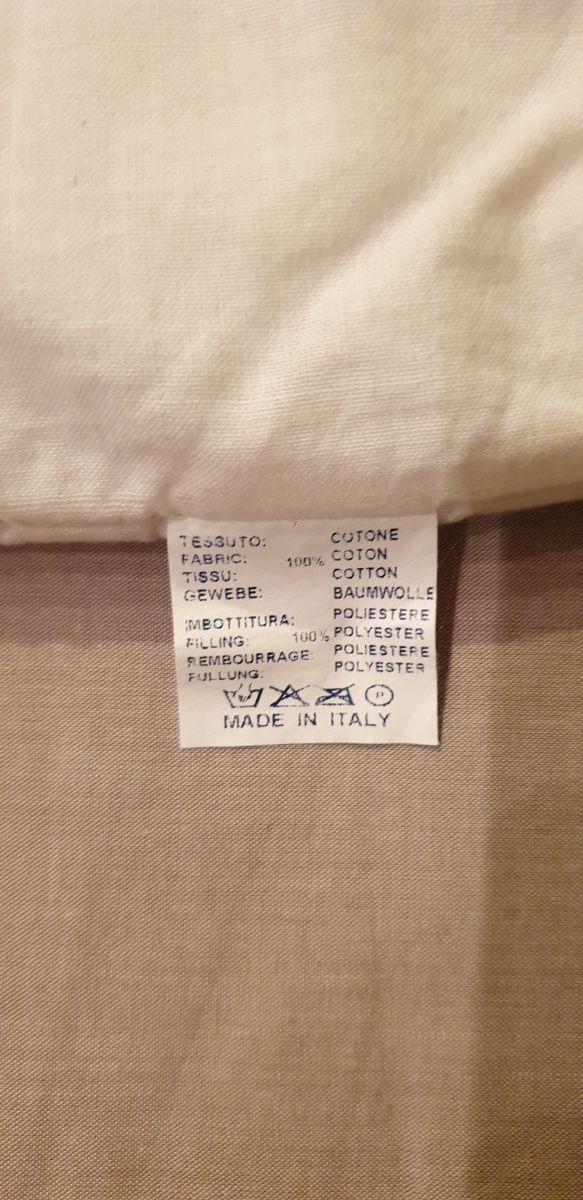 TESSUTO: COTONE
FABRIC: 100% COTON
TISSU: COTTON
GEWEBE: BAUMWOLLE
IMBOTTITURA: POLIESTERE
FILLING: 100% POLYESTER
REMBOURRAGE: POLIESTERE
FULLUNG: POLYESTER
P
MADE IN ITALY